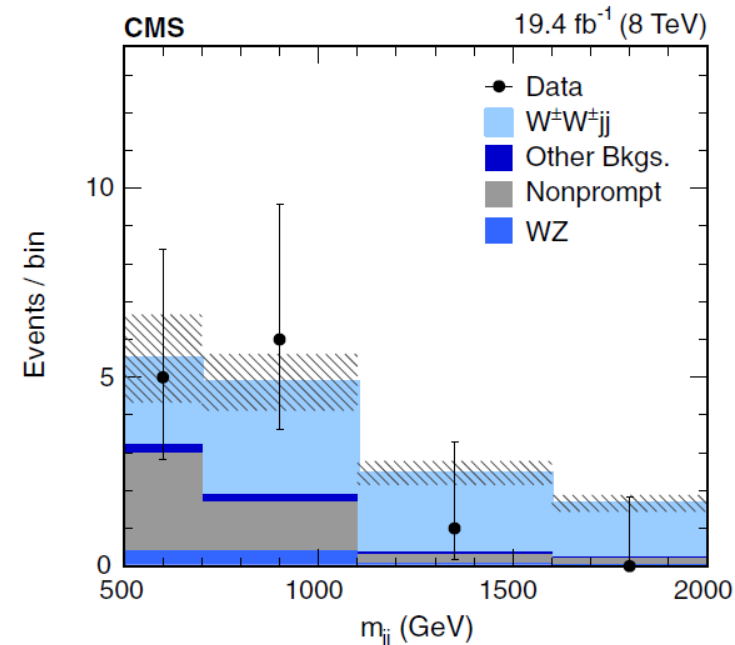 CMS 19.4 fb⁻¹ (8 TeV)
Data
W±W±jj
Other Bkgs.
Nonprompt
WZ
Events / bin
10
5
0
500 1000 1500 2000
m_jj (GeV)